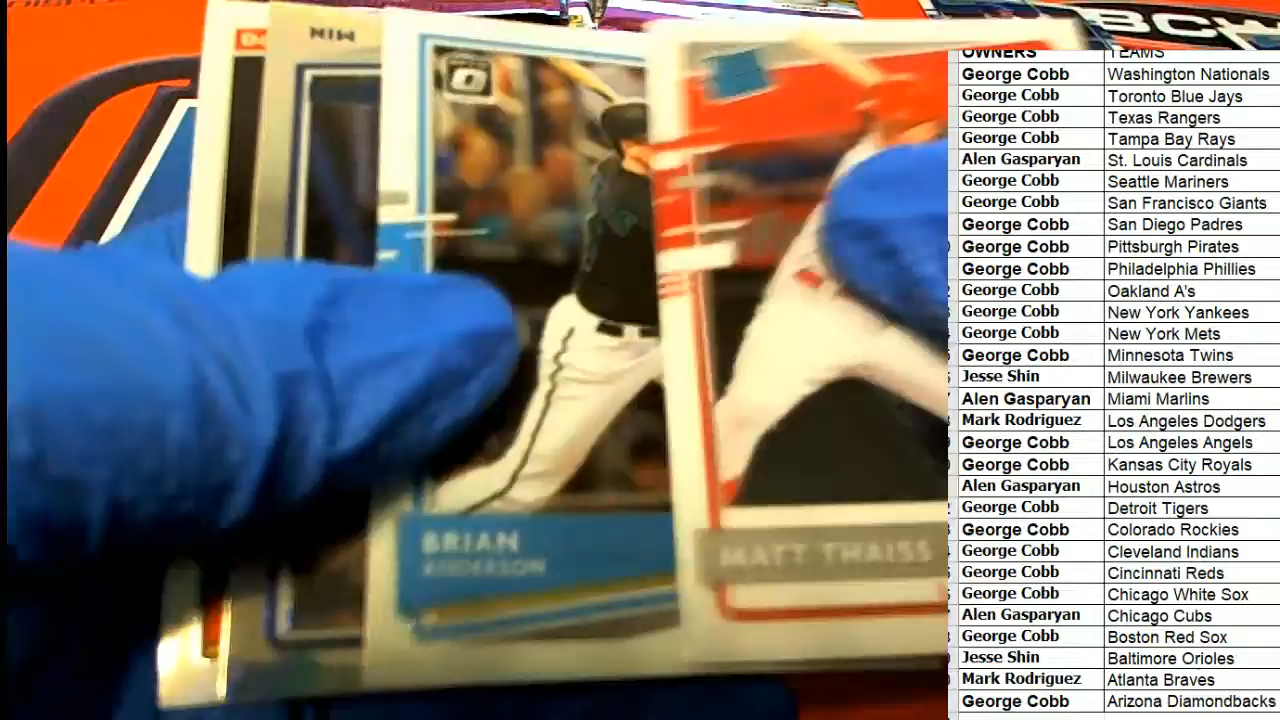 BCW
MIN
OWNERS TEAMS
George Cobb Washington Nationals
George Cobb Toronto Blue Jays
George Cobb Texas Rangers
George Cobb Tampa Bay Rays
Alen Gasparyan St. Louis Cardinals
George Cobb Seattle Mariners
George Cobb San Francisco Giants
George Cobb San Diego Padres
George Cobb Pittsburgh Pirates
George Cobb Philadelphia Phillies
George Cobb Oakland A's
George Cobb New York Yankees
George Cobb New York Mets
George Cobb Minnesota Twins
Jesse Shin Milwaukee Brewers
Alen Gasparyan Miami Marlins
Mark Rodriguez Los Angeles Dodgers
George Cobb Los Angeles Angels
George Cobb Kansas City Royals
Alen Gasparyan Houston Astros
George Cobb Detroit Tigers
George Cobb Colorado Rockies
George Cobb Cleveland Indians
George Cobb Cincinnati Reds
George Cobb Chicago White Sox
Alen Gasparyan Chicago Cubs
George Cobb Boston Red Sox
Jesse Shin Baltimore Orioles
Mark Rodriguez Atlanta Braves
George Cobb Arizona Diamondbacks
BRIAN
ANDERSON
MATT THAISS